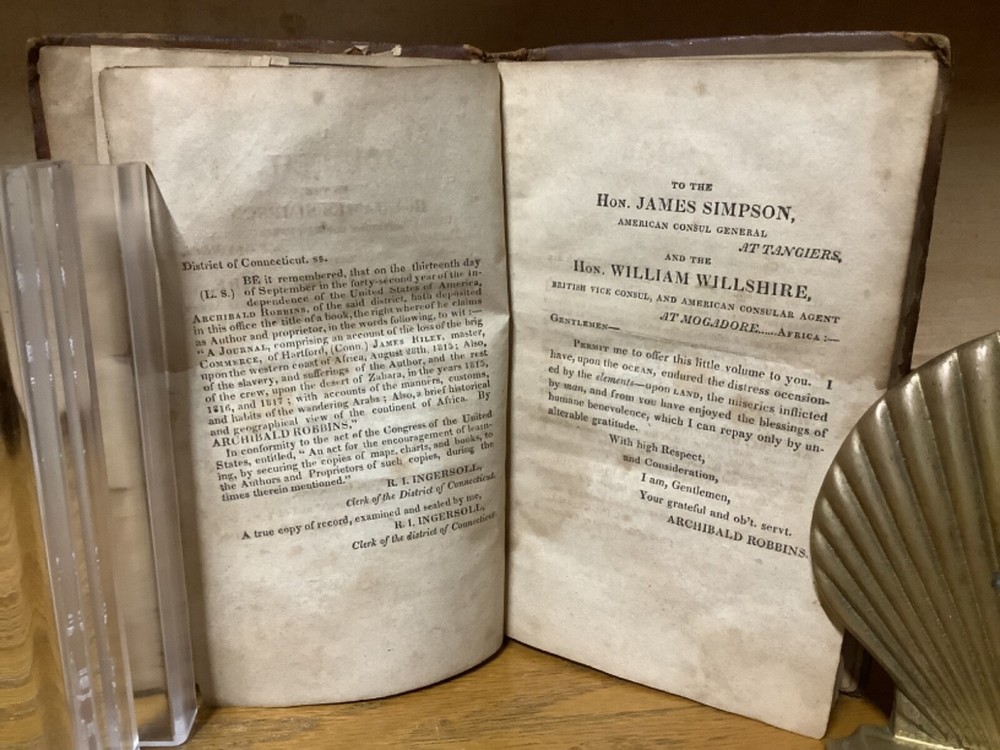 District of Connecticut. ss.
BE it remembered, that on the thirteenth day
(L. S.) of September in the forty-second year of the In-
dependence of the United States of America,
ARCHIBALD ROBBINS, of the said district, hath deposited
in this office the title of a book, the right where of he claims
as Author and proprietor, in the words following, to wit :—
"A JOURNAL, comprising an account of the loss of the brig
COMMERCE, of Hartford, (Conn.) JAMES RILEY, master,
upon the western coast of Africa, August 28th, 1815; Also,
of the slavery, and sufferings of the Author, and the rest
of the crew, upon the desert of Zahara, in the years 1815,
1816, and 1817 ; with accounts of the manners, customs,
and habits of the wandering Arabs ; Also, a brief historical
and geographical view of the continent of Africa. By
ARCHIBALD ROBBINS,"
In conformity to the act of the Congress of the United
States, entitled, " An act for the encouragement of learn-
ing, by securing the copies of maps, charts, and books, to
the Authors and Proprietors of such copies, during the
times therein mentioned."
R. I. INGERSOLL,
Clerk of the District of Connecticut.
A true copy of record, examined and sealed by me,
R. I. INGERSOLL,
Clerk of the district of Connecticut.
TO THE
HON. JAMES SIMPSON,
AMERICAN CONSUL GENERAL
AT TANGIERS,
AND THE
HON. WILLIAM WILLSHIRE,
BRITISH VICE CONSUL, AND AMERICAN CONSULAR AGENT
AT MOGADORE......AFRICA :—
GENTLEMEN—
PERMIT me to offer this little volume to you. I
have, upon the OCEAN, endured the distress occasion-
ed by the elements—upon LAND, the miseries inflicted
by man, and from you have enjoyed the blessings of
humane benevolence, which I can repay only by un-
alterable gratitude.
With high Respect,
and Consideration,
I am, Gentlemen,
Your grateful and ob't. servt.
ARCHIBALD ROBBINS.